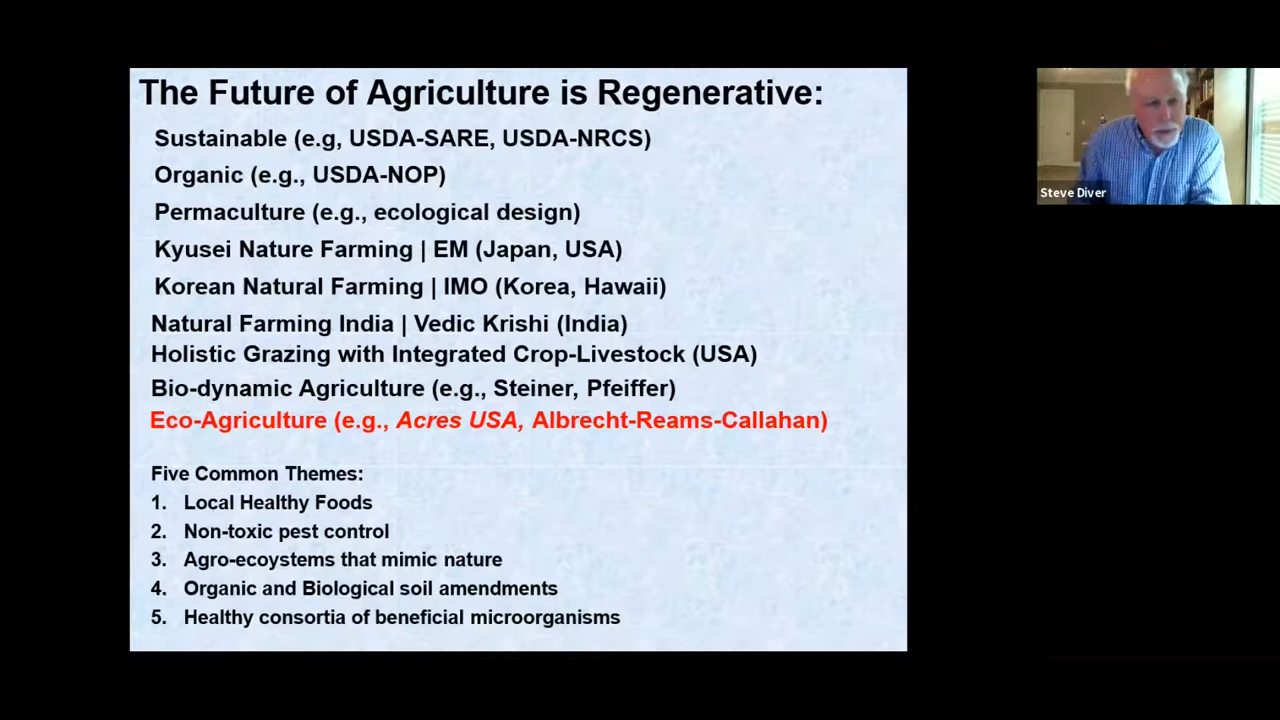 The Future of Agriculture is Regenerative:
Sustainable (e.g, USDA-SARE, USDA-NRCS)
Organic (e.g., USDA-NOP)
Permaculture (e.g., ecological design)
Kyusei Nature Farming | EM (Japan, USA)
Korean Natural Farming | IMO (Korea, Hawaii)
Natural Farming India | Vedic Krishi (India)
Holistic Grazing with Integrated Crop-Livestock (USA)
Bio-dynamic Agriculture (e.g., Steiner, Pfeiffer)
Eco-Agriculture (e.g., Acres USA, Albrecht-Reams-Callahan)
Five Common Themes:
1. Local Healthy Foods
2. Non-toxic pest control
3. Agro-ecoystems that mimic nature
4. Organic and Biological soil amendments
5. Healthy consortia of beneficial microorganisms
Steve Diver